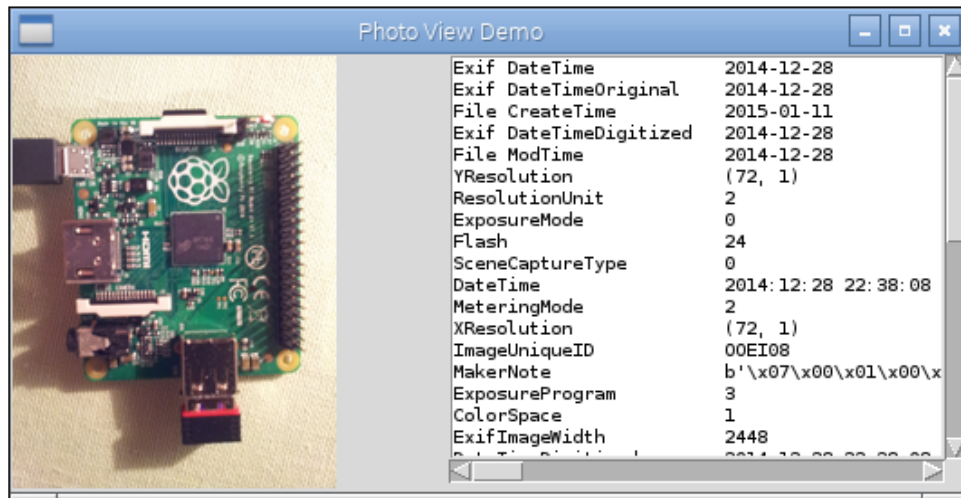 Photo View Demo
Exif DateTime 2014-12-28
Exif DateTimeOriginal 2014-12-28
File CreateTime 2015-01-11
Exif DateTimeDigitized 2014-12-28
File ModTime 2014-12-28
YResolution (72, 1)
ResolutionUnit 2
ExposureMode 0
Flash 24
SceneCaptureType 0
DateTime 2014:12:28 22:38:08
MeteringMode 2
XResolution (72, 1)
ImageUniqueID OOEI08
MakerNote b'\x07\x00\x01\x00\x
ExposureProgram 3
ColorSpace 1
ExifImageWidth 2448
HDMI
FC CE